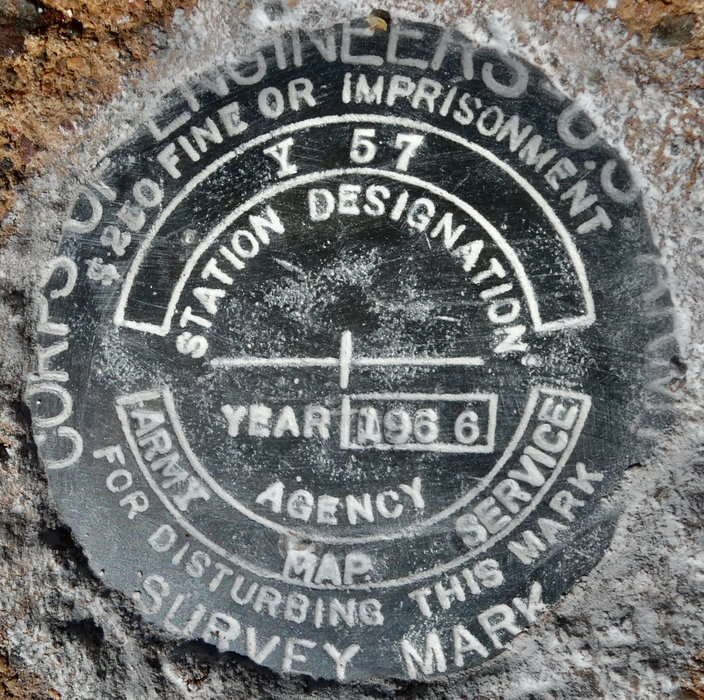 CORPS OF ENGINEERS U.S. ARMY
$250 FINE OR IMPRISONMENT
Y 57
STATION DESIGNATION
YEAR 1966
AGENCY
ARMY MAP SERVICE
FOR DISTURBING THIS MARK
SURVEY MARK